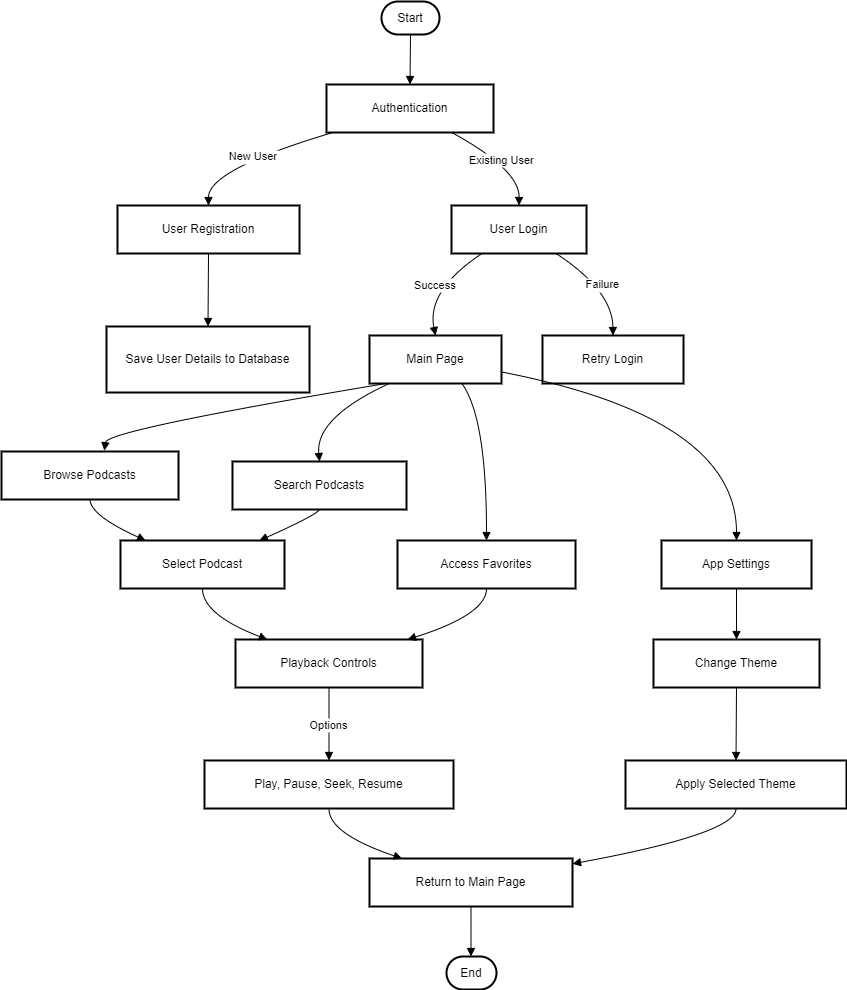 Start
Authentication
New User
Existing User
User Registration
User Login
Success
Failure
Save User Details to Database
Main Page
Retry Login
Browse Podcasts
Search Podcasts
Select Podcast
Access Favorites
App Settings
Playback Controls
Change Theme
Options
Play, Pause, Seek, Resume
Apply Selected Theme
Return to Main Page
End